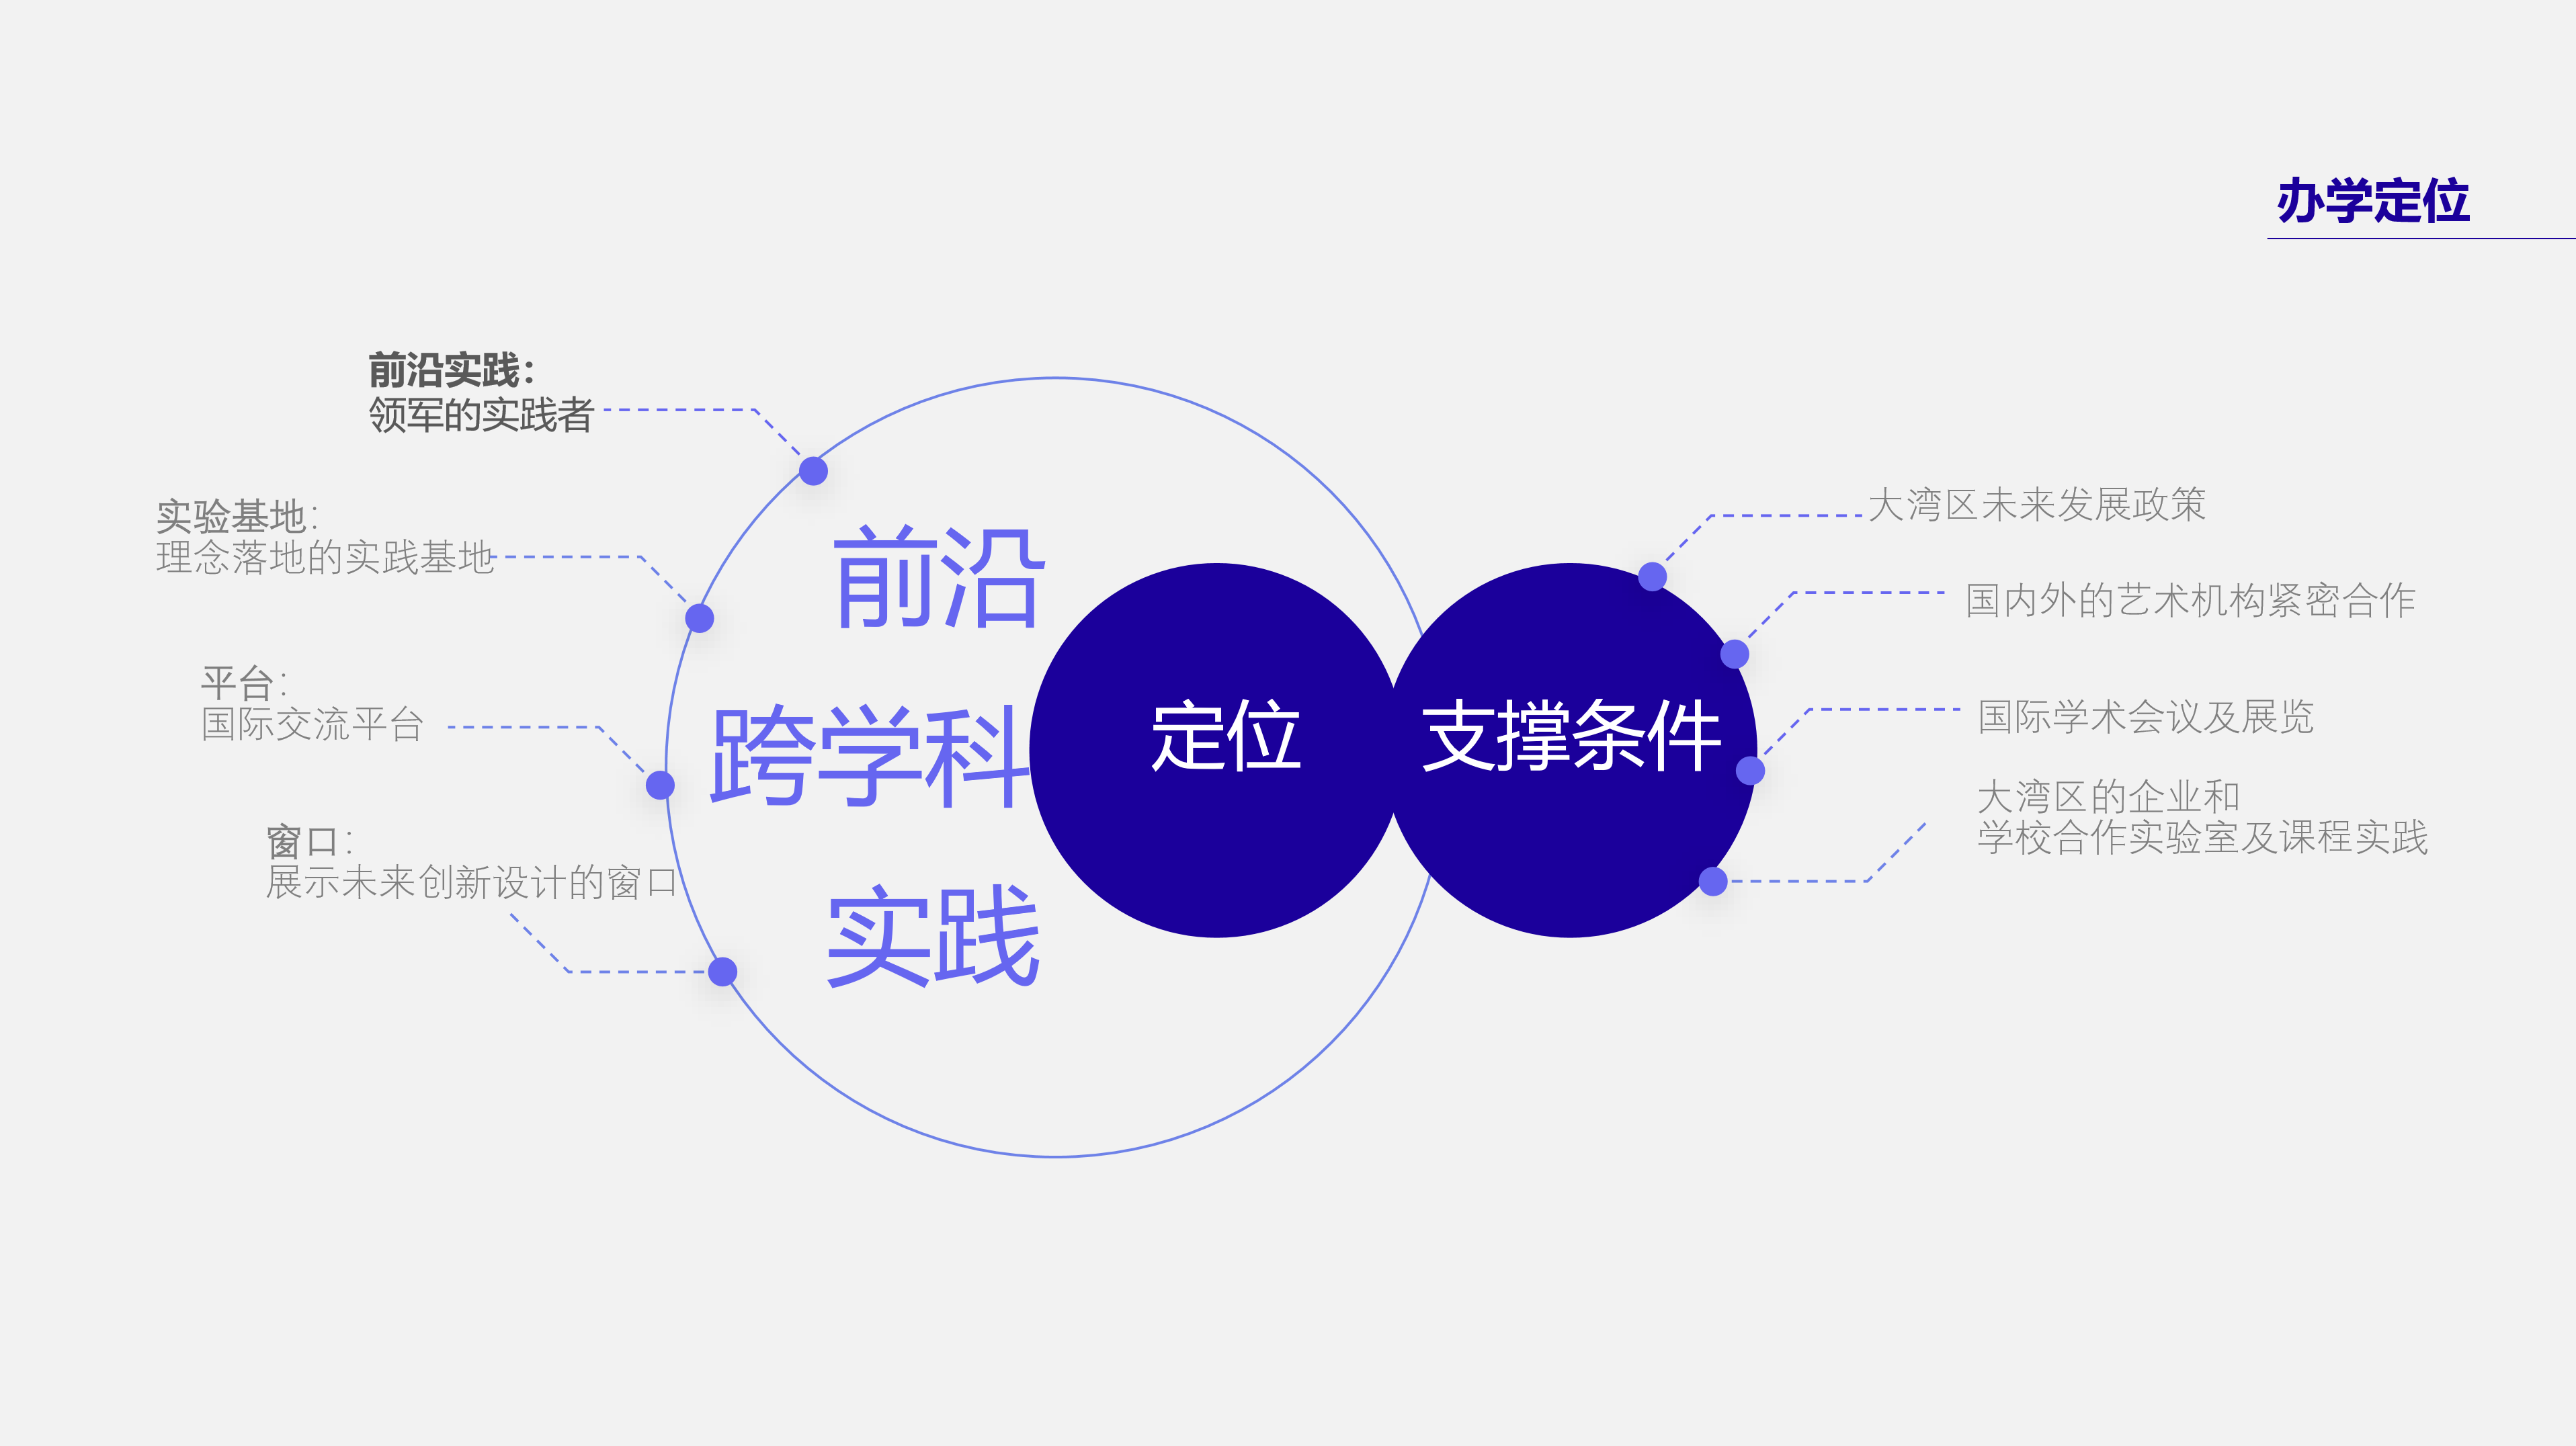 办学定位
前沿实践：
领军的实践者
实验基地：
理念落地的实践基地
平台：
国际交流平台
窗口：
展示未来创新设计的窗口
前沿
跨学科
实践
定位
支撑条件
大湾区未来发展政策
国内外的艺术机构紧密合作
国际学术会议及展览
大湾区的企业和
学校合作实验室及课程实践